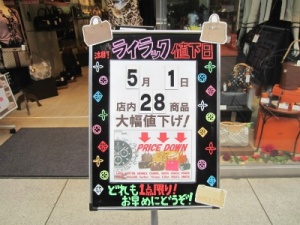 注目! ライラック値下日
5月1日
店内28商品
大幅値下げ!
PRICE DOWN
どれも1点限り!
お早めにどうぞ!